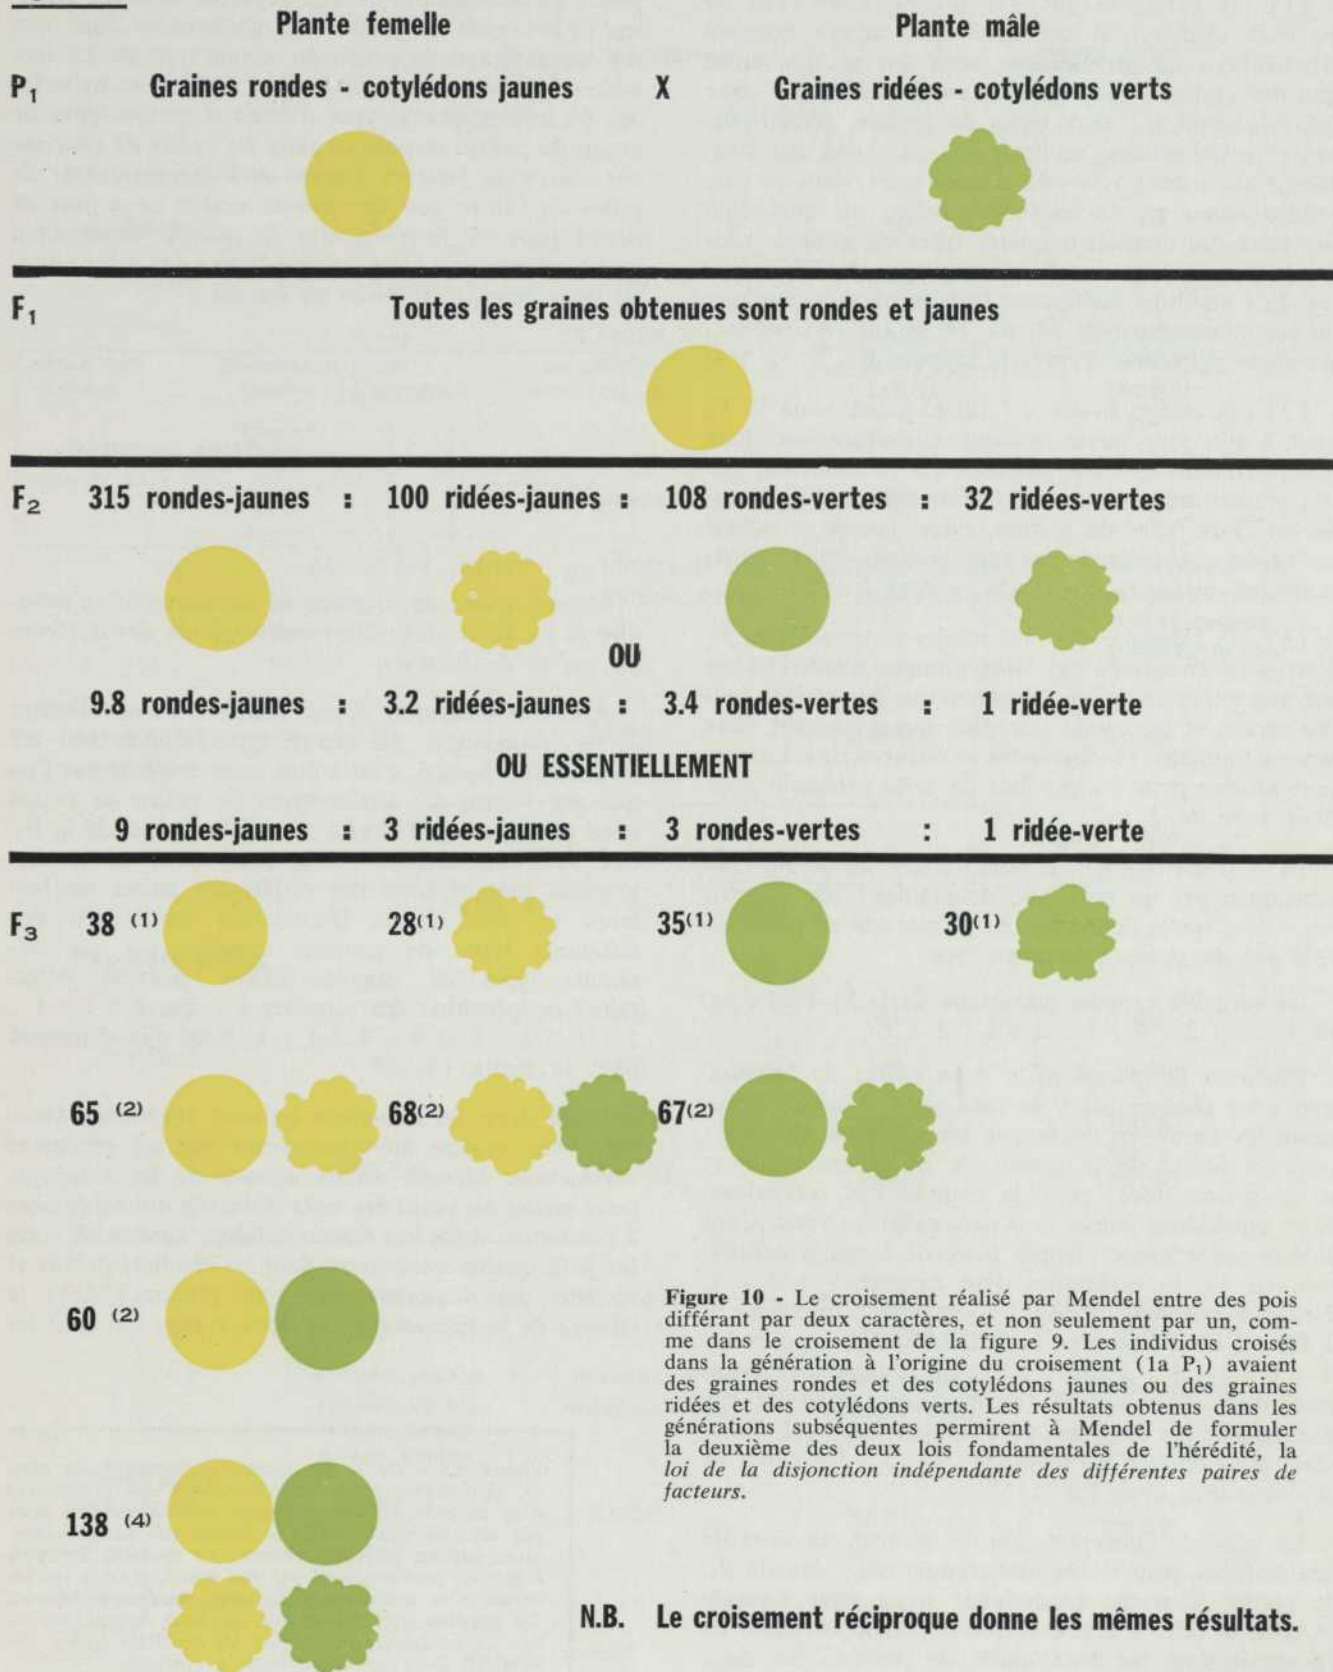 Plante femelle Plante mâle
P₁ Graines rondes - cotylédons jaunes X Graines ridées - cotylédons verts
F₁ Toutes les graines obtenues sont rondes et jaunes
F₂ 315 rondes-jaunes : 100 ridées-jaunes : 108 rondes-vertes : 32 ridées-vertes
OU
9.8 rondes-jaunes : 3.2 ridées-jaunes : 3.4 rondes-vertes : 1 ridée-verte
OU ESSENTIELLEMENT
9 rondes-jaunes : 3 ridées-jaunes : 3 rondes-vertes : 1 ridée-verte
F₃ 38 (1) 28(1) 35(1) 30(1)
65 (2) 68(2) 67(2)
60 (2)
138 (4)
Figure 10 - Le croisement réalisé par Mendel entre des pois
différant par deux caractères, et non seulement par un, com-
me dans le croisement de la figure 9. Les individus croisés
dans la génération à l'origine du croisement (1a P₁) avaient
des graines rondes et des cotylédons jaunes ou des graines
ridées et des cotylédons verts. Les résultats obtenus dans les
générations subséquentes permirent à Mendel de formuler
la deuxième des deux lois fondamentales de l'hérédité, la
loi de la disjonction indépendante des différentes paires de
facteurs.
N.B. Le croisement réciproque donne les mêmes résultats.